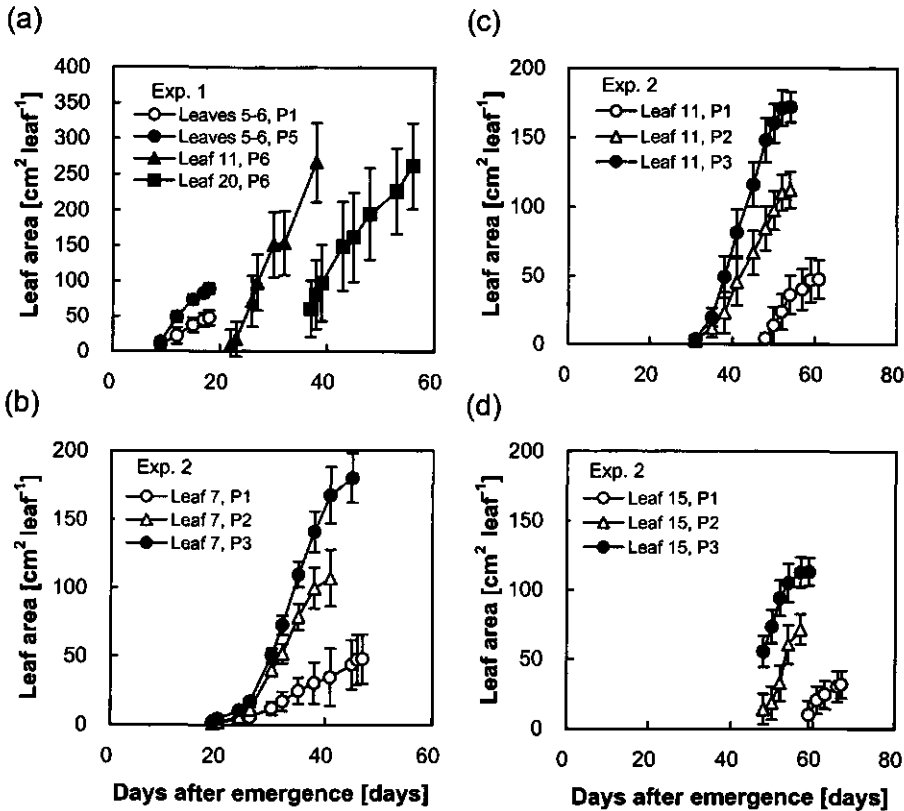 (a)
Exp. 1
Leaves 5-6, P1
Leaves 5-6, P5
Leaf 11, P6
Leaf 20, P6
Leaf area [cm² leaf⁻¹]
400
350
300
250
200
150
100
50
0
0 20 40 60
(b)
Exp. 2
Leaf 7, P1
Leaf 7, P2
Leaf 7, P3
Leaf area [cm² leaf⁻¹]
200
150
100
50
0
0 20 40 60
Days after emergence [days]
(c)
Exp. 2
Leaf 11, P1
Leaf 11, P2
Leaf 11, P3
Leaf area [cm² leaf⁻¹]
200
150
100
50
0
0 20 40 60 80
(d)
Exp. 2
Leaf 15, P1
Leaf 15, P2
Leaf 15, P3
Leaf area [cm² leaf⁻¹]
200
150
100
50
0
0 20 40 60 80
Days after emergence [days]